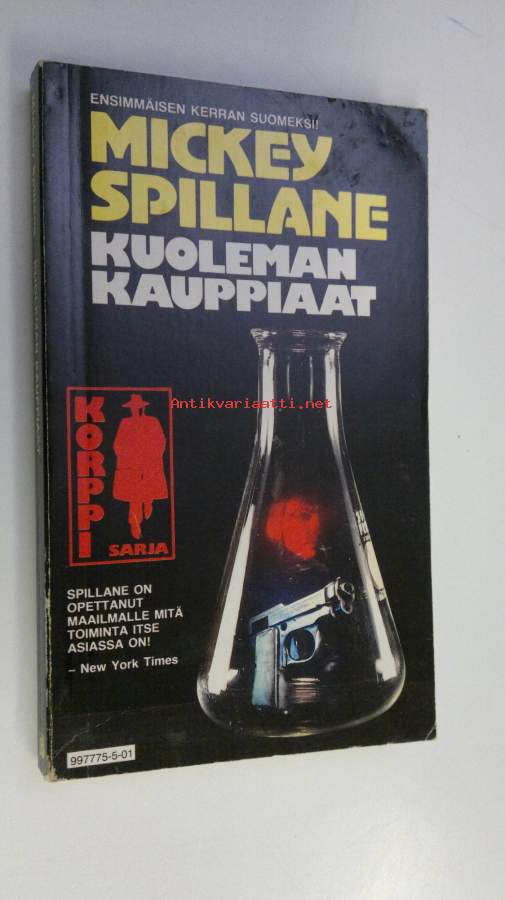 ENSIMMÄISEN KERRAN SUOMEKSI!
MICKEY
SPILLANE
KUOLEMAN
KAUPPIAAT
Antikvariaatti.net
KORPPI
SARJA
SPILLANE ON
OPETTANUT
MAAILMALLE MITÄ
TOIMINTA ITSE
ASIASSA ON!
– New York Times
997775-5-01